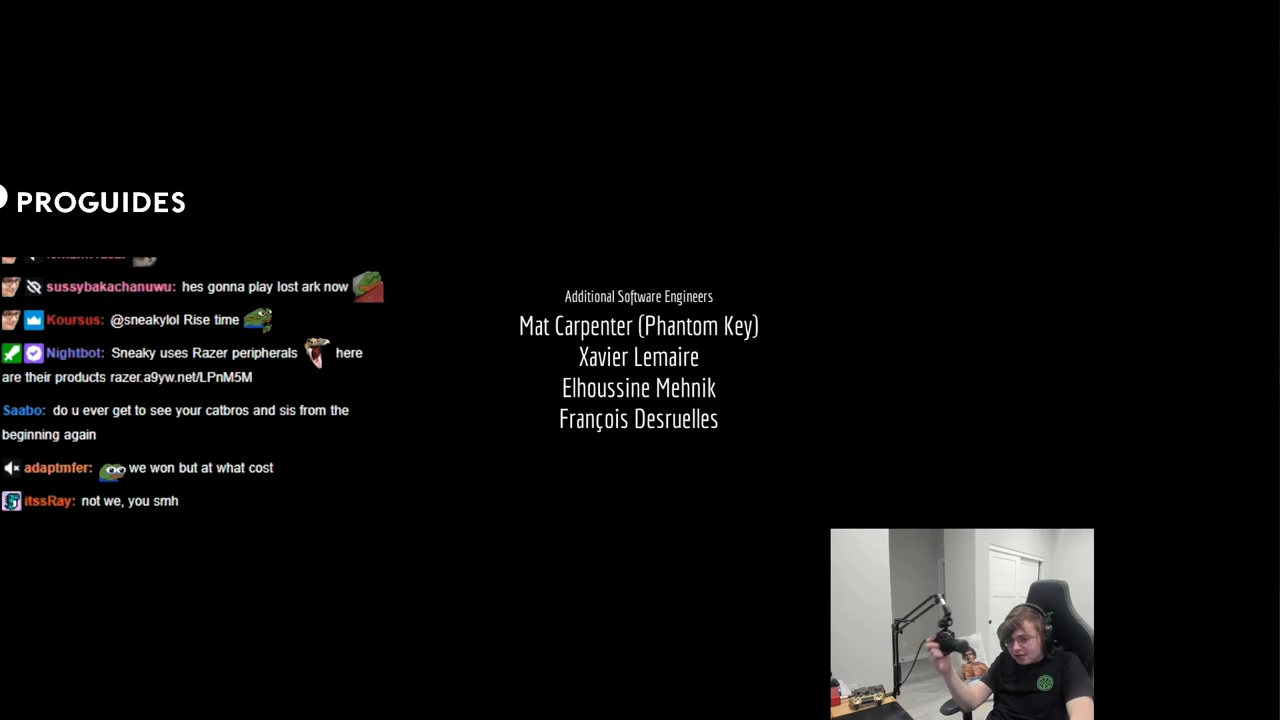 PROGUIDES
sussybakachanuwu: hes gonna play lost ark now
Koursus: @sneakylol Rise time
Nightbot: Sneaky uses Razer peripherals here
are their products razer.a9yw.net/LPnM5M
Saabo: do u ever get to see your catbros and sis from the
beginning again
adaptmfer: we won but at what cost
itssRay: not we, you smh
Additional Software Engineers
Mat Carpenter (Phantom Key)
Xavier Lemaire
Elhoussine Mehnik
François Desruelles